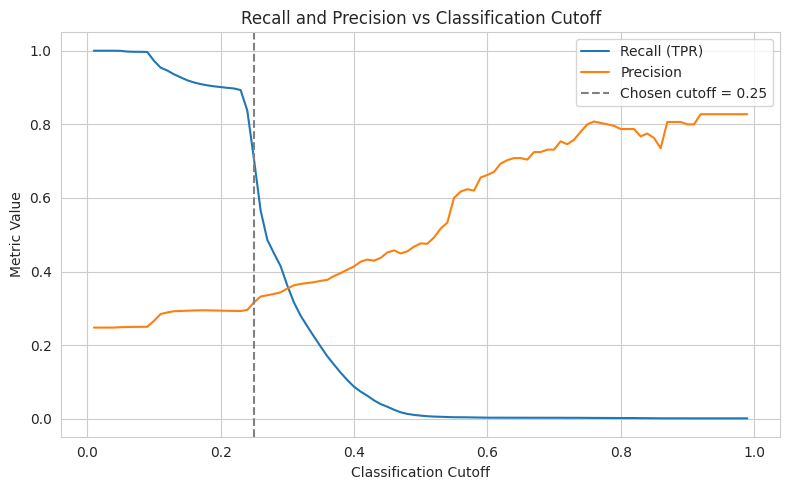 Recall and Precision vs Classification Cutoff
Recall (TPR)
Precision
Chosen cutoff = 0.25
Metric Value
1.0
0.8
0.6
0.4
0.2
0.0
0.0 0.2 0.4 0.6 0.8 1.0
Classification Cutoff